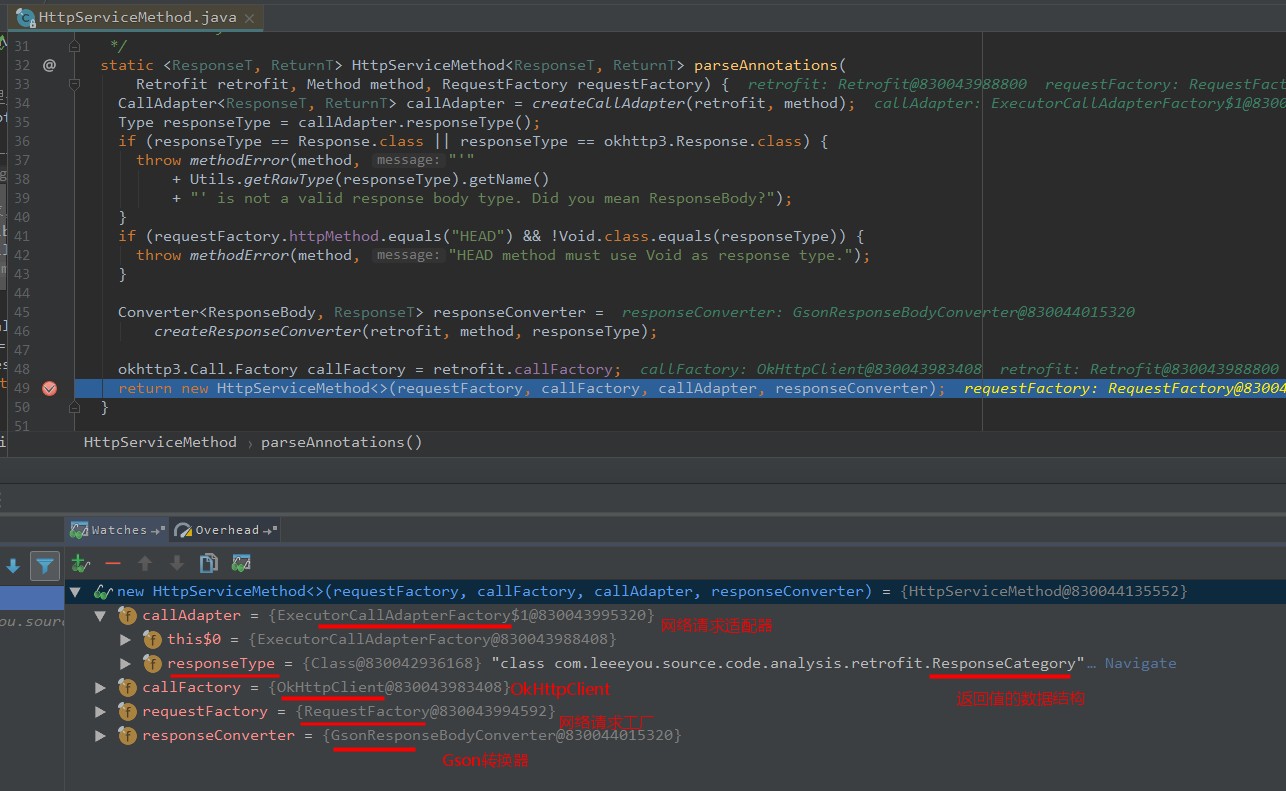 HttpServiceMethod.java
31 */
32 @ static <ResponseT, ReturnT> HttpServiceMethod<ResponseT, ReturnT> parseAnnotations(
33 Retrofit retrofit, Method method, RequestFactory requestFactory) { retrofit: Retrofit@830043988800 requestFactory: RequestFact
34 CallAdapter<ResponseT, ReturnT> callAdapter = createCallAdapter(retrofit, method); callAdapter: ExecutorCallAdapterFactory$1@8300
35 Type responseType = callAdapter.responseType();
36 if (responseType == Response.class || responseType == okhttp3.Response.class) {
37 throw methodError(method, message: "'"
38 + Utils.getRawType(responseType).getName()
39 + "' is not a valid response body type. Did you mean ResponseBody?");
40 }
41 if (requestFactory.httpMethod.equals("HEAD") && !Void.class.equals(responseType)) {
42 throw methodError(method, message: "HEAD method must use Void as response type.");
43 }
44
45 Converter<ResponseBody, ResponseT> responseConverter = responseConverter: GsonResponseBodyConverter@830044015320
46 createResponseConverter(retrofit, method, responseType);
47
48 okhttp3.Call.Factory callFactory = retrofit.callFactory; callFactory: OkHttpClient@830043983408 retrofit: Retrofit@830043988800
49 return new HttpServiceMethod<>(requestFactory, callFactory, callAdapter, responseConverter); requestFactory: RequestFactory@83004
50 }
51
HttpServiceMethod › parseAnnotations()
Watches →" Overhead →"
new HttpServiceMethod<>(requestFactory, callFactory, callAdapter, responseConverter) = {HttpServiceMethod@830044135552}
callAdapter = {ExecutorCallAdapterFactory$1@830043995320} 网络请求适配器
this$0 = {ExecutorCallAdapterFactory@830043988408}
responseType = {Class@830042936168} "class com.leeeyou.source.code.analysis.retrofit.ResponseCategory"… Navigate
callFactory = {OkHttpClient@830043983408} OkHttpClient
返回值的数据结构
requestFactory = {RequestFactory@830043994592} 网络请求工厂
responseConverter = {GsonResponseBodyConverter@830044015320}
Gson转换器